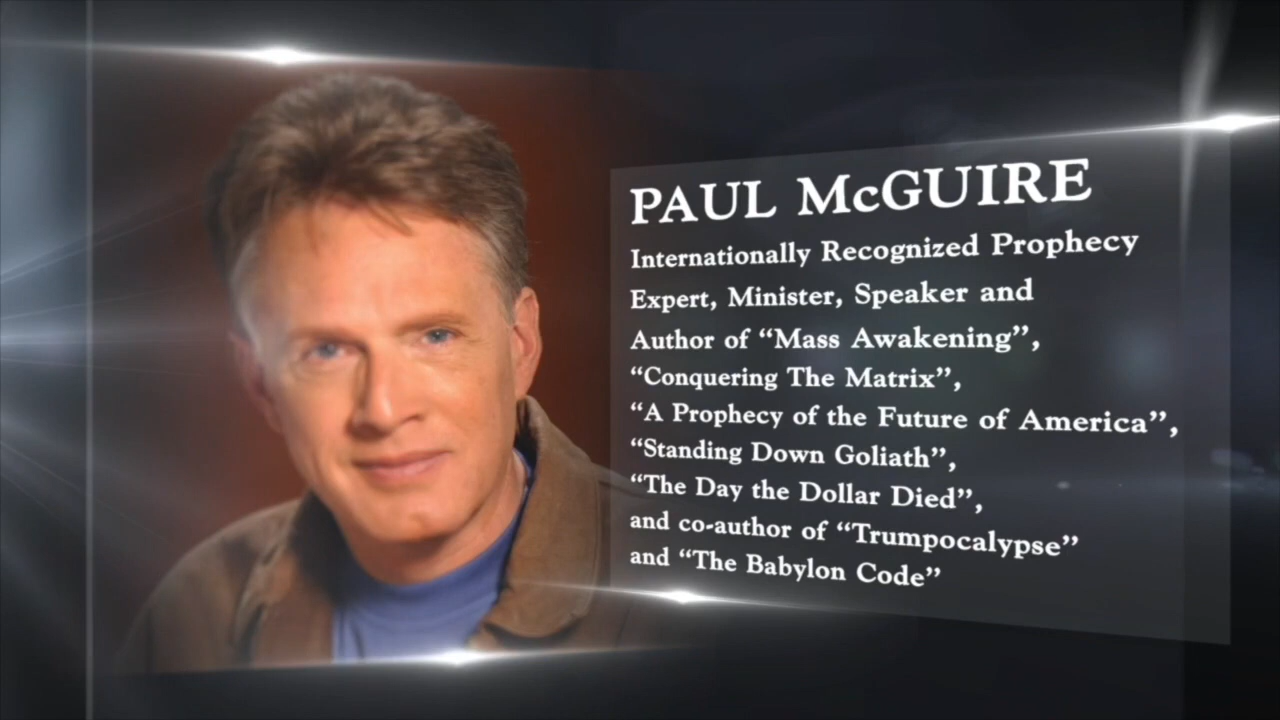 PAUL McGUIRE
Internationally Recognized Prophecy
Expert, Minister, Speaker and
Author of “Mass Awakening”,
“Conquering The Matrix”,
“A Prophecy of the Future of America”,
“Standing Down Goliath”,
“The Day the Dollar Died”,
and co-author of “Trumpocalypse”
and “The Babylon Code”